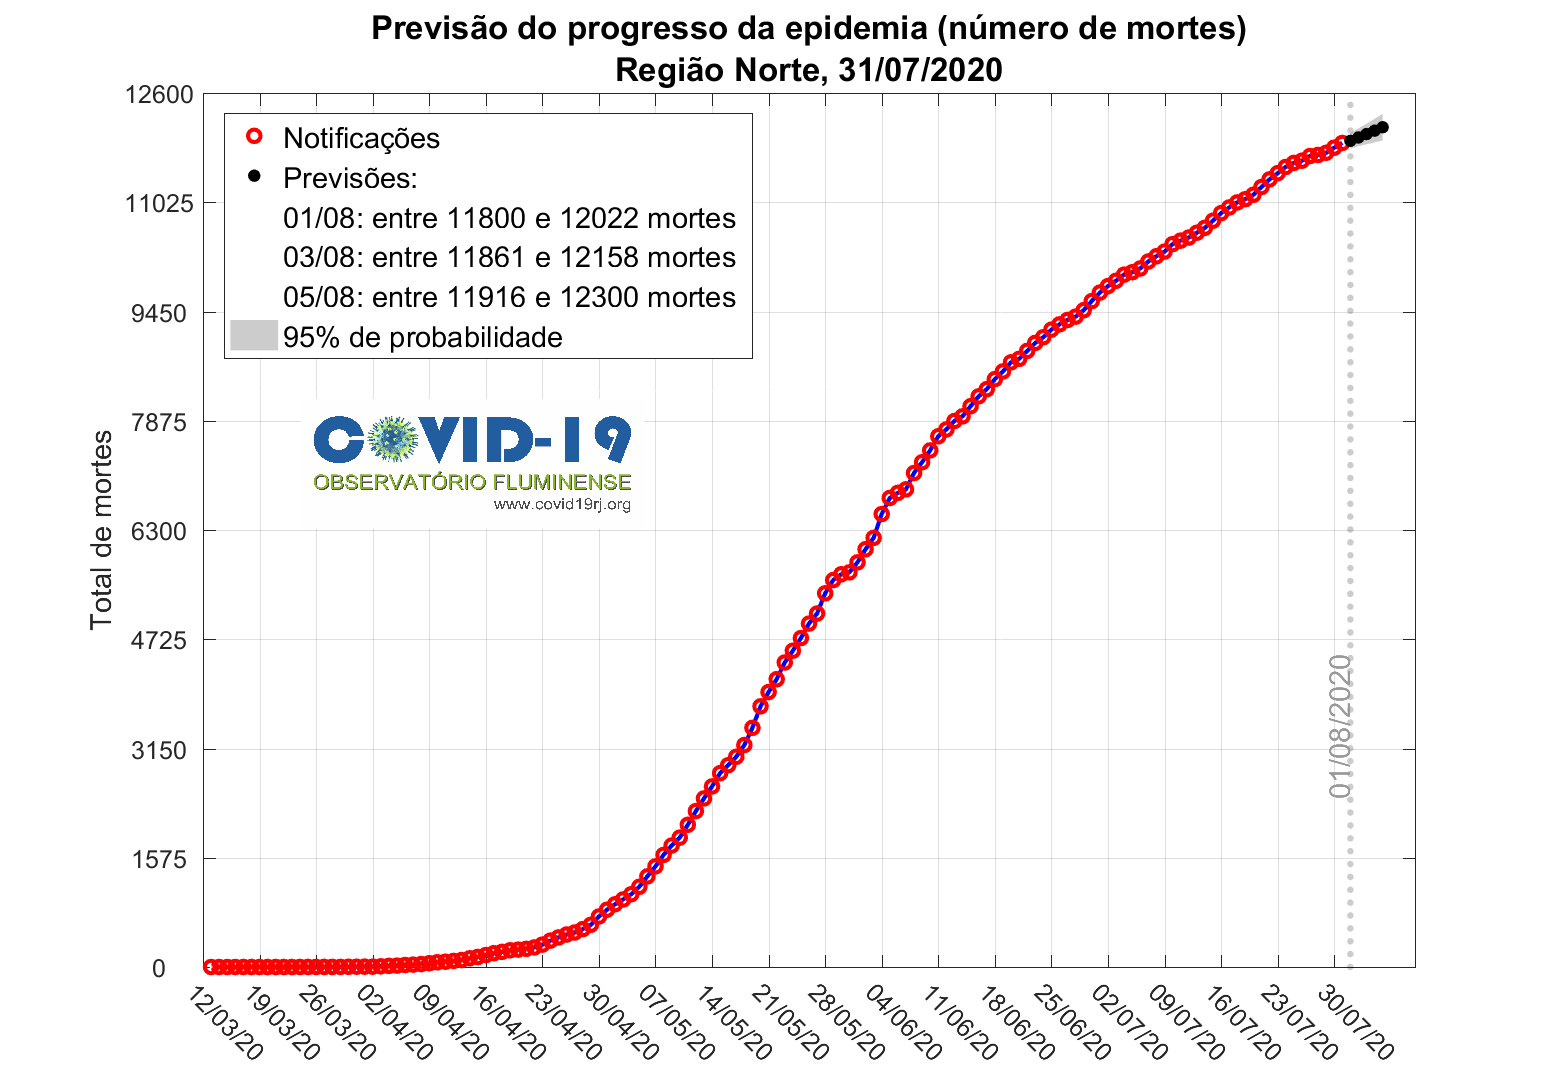 Previsão do progresso da epidemia (número de mortes)
Região Norte, 31/07/2020
12600
11025
9450
7875
6300
4725
3150
1575
0
Total de mortes
Notificações
Previsões:
01/08: entre 11800 e 12022 mortes
03/08: entre 11861 e 12158 mortes
05/08: entre 11916 e 12300 mortes
95% de probabilidade
COVID-19
OBSERVATÓRIO FLUMINENSE
www.covid19rj.org
01/08/2020
12/03/20
19/03/20
26/03/20
02/04/20
09/04/20
16/04/20
23/04/20
30/04/20
07/05/20
14/05/20
21/05/20
28/05/20
04/06/20
11/06/20
18/06/20
25/06/20
02/07/20
09/07/20
16/07/20
23/07/20
30/07/20